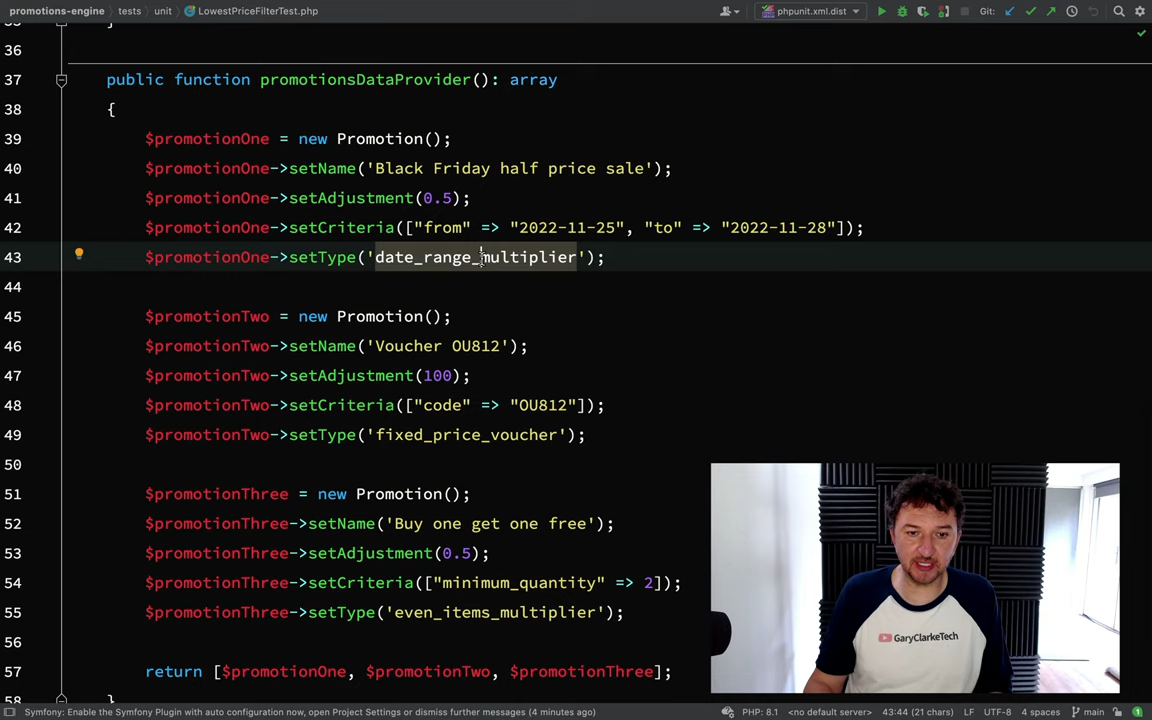 promotions-engine tests unit LowestPriceFilterTest.php phpunit.xml.dist Git:
36
37 public function promotionsDataProvider(): array
38 {
39 $promotionOne = new Promotion();
40 $promotionOne->setName('Black Friday half price sale');
41 $promotionOne->setAdjustment(0.5);
42 $promotionOne->setCriteria(["from" => "2022-11-25", "to" => "2022-11-28"]);
43 $promotionOne->setType('date_range_multiplier');
44
45 $promotionTwo = new Promotion();
46 $promotionTwo->setName('Voucher OU812');
47 $promotionTwo->setAdjustment(100);
48 $promotionTwo->setCriteria(["code" => "OU812"]);
49 $promotionTwo->setType('fixed_price_voucher');
50
51 $promotionThree = new Promotion();
52 $promotionThree->setName('Buy one get one free');
53 $promotionThree->setAdjustment(0.5);
54 $promotionThree->setCriteria(["minimum_quantity" => 2]);
55 $promotionThree->setType('even_items_multiplier');
56
57 return [$promotionOne, $promotionTwo, $promotionThree];
58 }
GaryClarkeTech
Symfony: Enable the Symfony Plugin with auto configuration now, open Project Settings or dismiss further messages (4 minutes ago) PHP: 8.1 <no default server> 43:44 (21 chars) LF UTF-8 4 spaces main 1